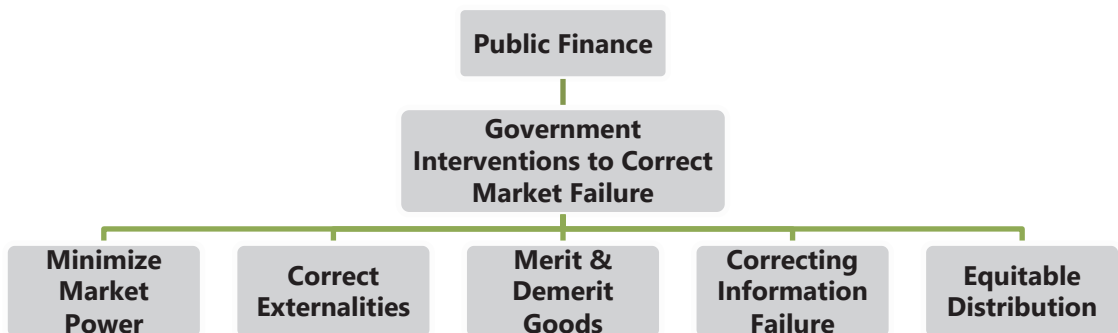 Public Finance
Government
Interventions to Correct
Market Failure
Minimize
Market
Power
Correct
Externalities
Merit &
Demerit
Goods
Correcting
Information
Failure
Equitable
Distribution